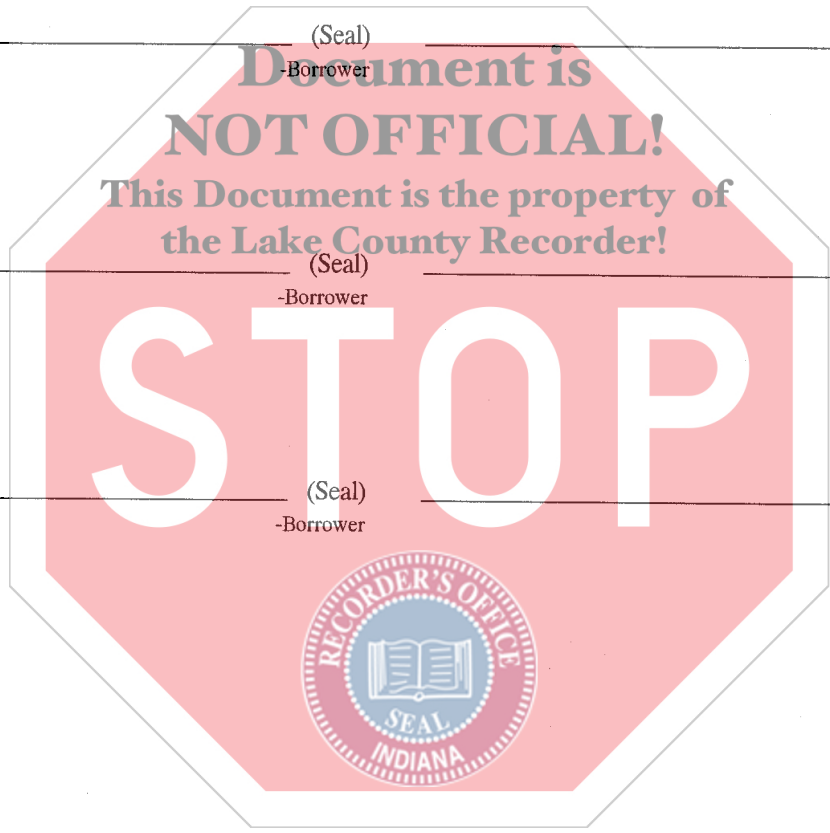 (Seal)
-Borrower
Document is
NOT OFFICIAL!
This Document is the property of
the Lake County Recorder!
(Seal)
-Borrower
STOP
(Seal)
-Borrower
RECORDER'S OFFICE
SEAL
INDIANA